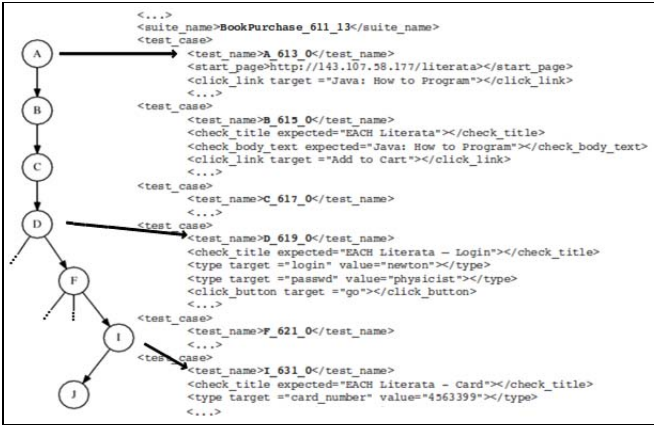 <...>
<suite_name>BookPurchase_611_13</suite_name>
<test_case>
A
<test_name>A_613_0</test_name>
<start_page>http://143.107.58.177/literata></start_page>
<click_link target ="Java: How to Program"></click_link>
<...>
B
<test_case>
<test_name>B_615_0</test_name>
<check_title expected="EACH Literata"></check_title>
<check_body_text expected="Java: How to Program"></check_body_text>
<click_link target ="Add to Cart"></click_link>
<...>
C
<test_case>
<test_name>C_617_0</test_name>
<...>
D
<test_case>
<test_name>D_619_0</test_name>
<check_title expected="EACH Literata – Login"></check_title>
<type target ="login" value="newton"></type>
<type target ="passwd" value="physicist"></type>
<click_button target ="go"></click_button>
<...>
F
<test_case>
<test_name>F_621_0</test_name>
<...>
I
<test_case>
<test_name>I_631_0</test_name>
<check_title expected="EACH Literata - Card"></check_title>
<type target ="card_number" value="4563399"></type>
<...>
J